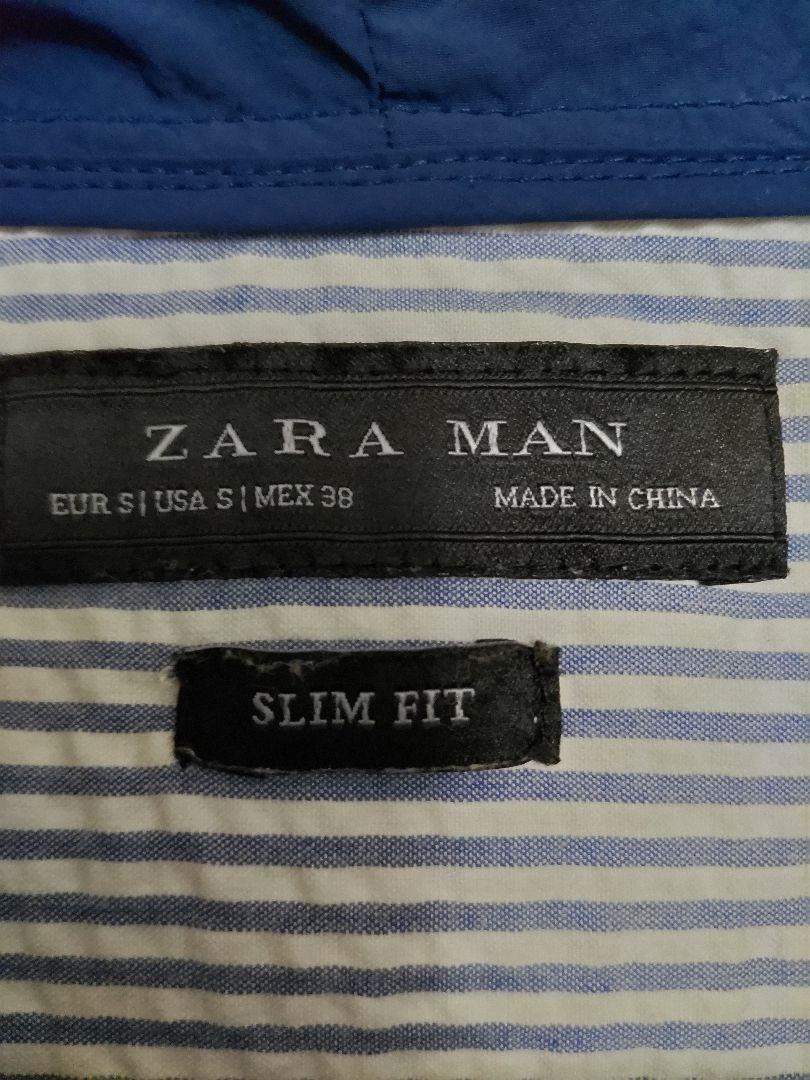 ZARA MAN
EUR S | USA S | MEX 38 MADE IN CHINA
SLIM FIT